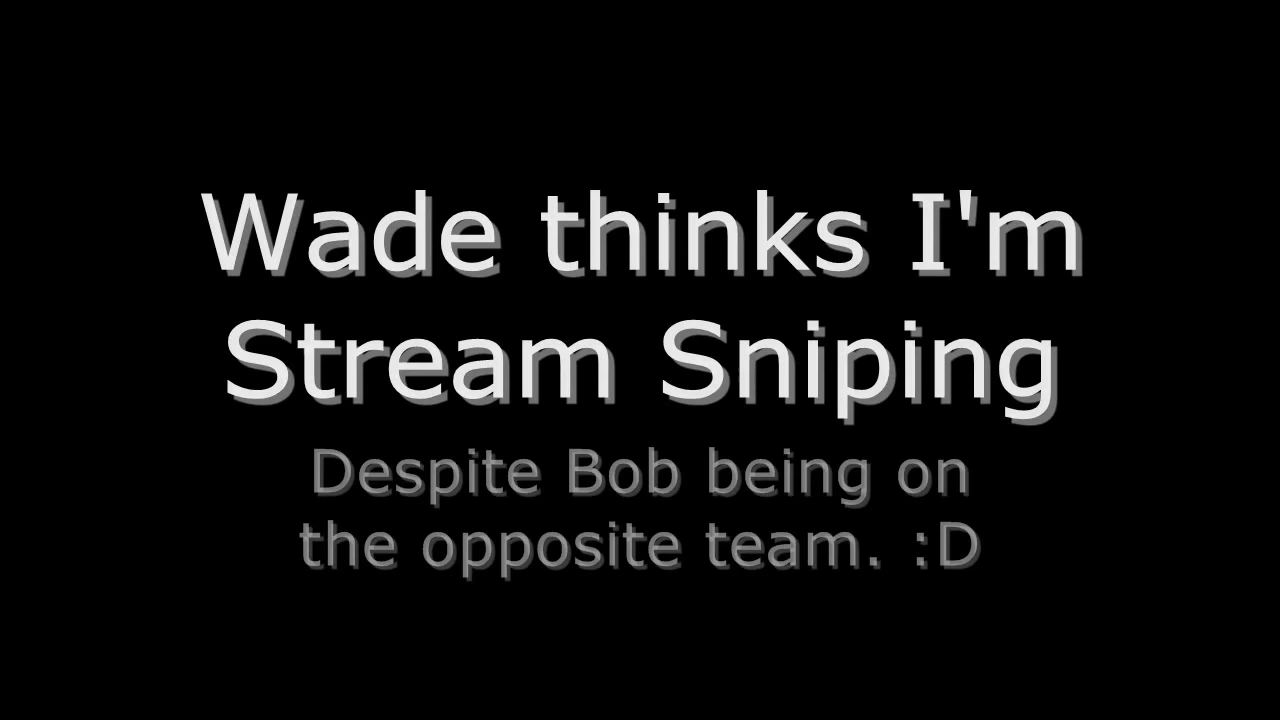 Wade thinks I'm
Stream Sniping
Despite Bob being on
the opposite team. :D